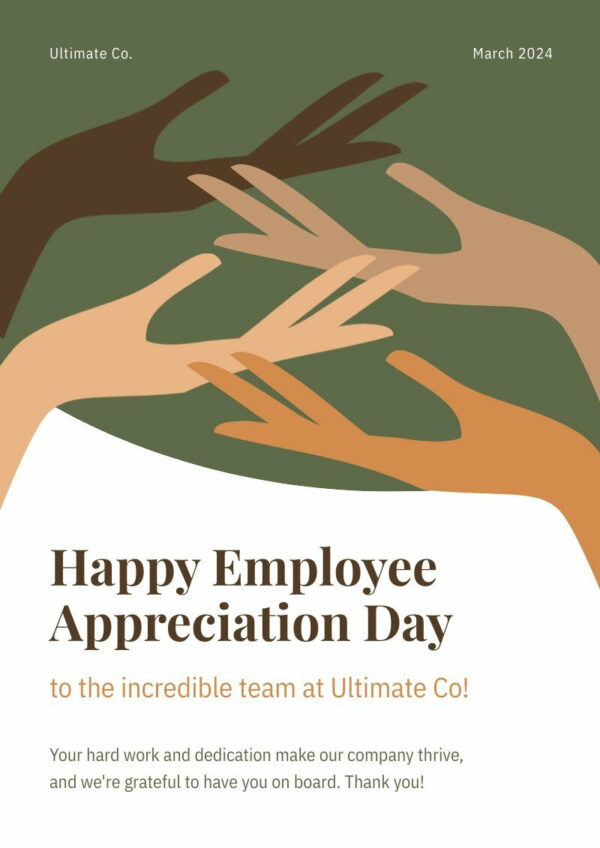 Ultimate Co.
March 2024
Happy Employee
Appreciation Day
to the incredible team at Ultimate Co!
Your hard work and dedication make our company thrive,
and we're grateful to have you on board. Thank you!